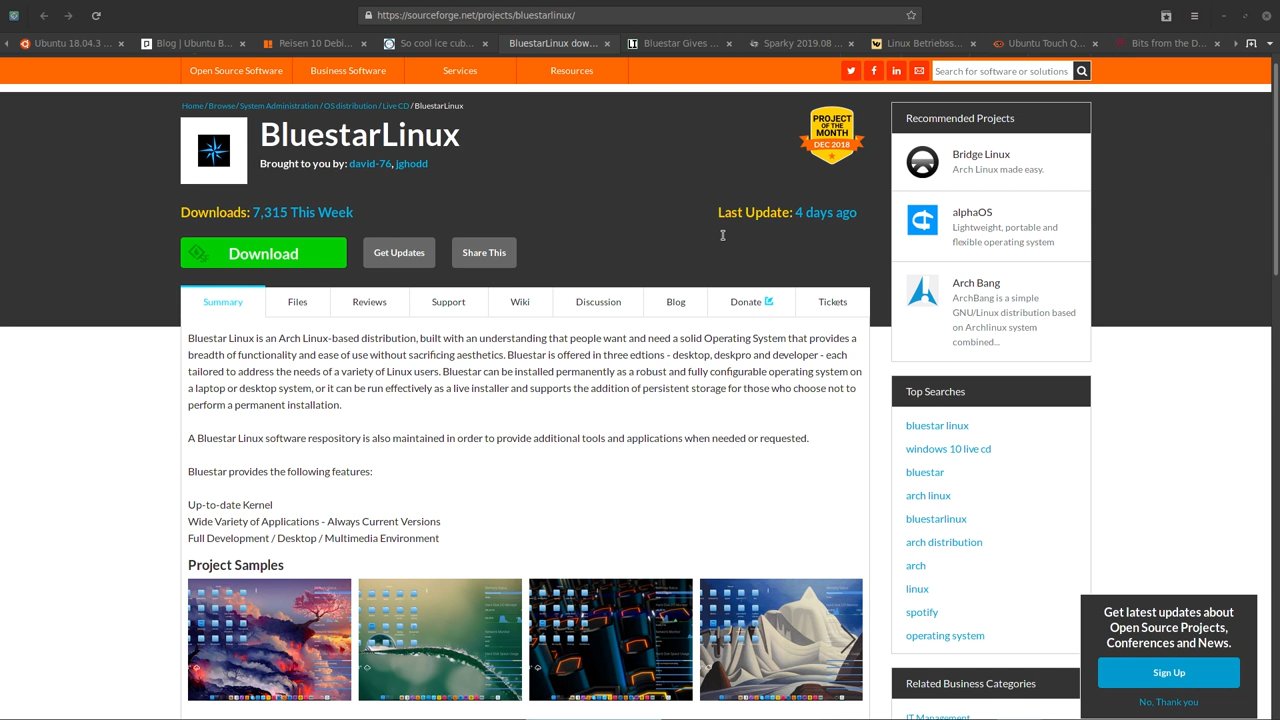 https://sourceforge.net/projects/bluestarlinux/
Ubuntu 18.04.3 ...
Blog | Ubuntu B...
Reisen 10 Debi...
So cool ice cub...
BluestarLinux dow...
Bluestar Gives ...
Sparky 2019.08 ...
Linux Betriebss...
Ubuntu Touch Q...
Bits from the D...
Open Source Software
Business Software
Services
Resources
Search for software or solutions
Home / Browse / System Administration / OS distribution / Live CD / BluestarLinux
BluestarLinux
Brought to you by: david-76, jghodd
PROJECT
OF THE
MONTH
DEC 2018
Downloads: 7,315 This Week
Last Update: 4 days ago
Download
Get Updates
Share This
Summary
Files
Reviews
Support
Wiki
Discussion
Blog
Donate
Tickets
Bluestar Linux is an Arch Linux-based distribution, built with an understanding that people want and need a solid Operating System that provides a
breadth of functionality and ease of use without sacrificing aesthetics. Bluestar is offered in three edtions - desktop, deskpro and developer - each
tailored to address the needs of a variety of Linux users. Bluestar can be installed permanently as a robust and fully configurable operating system on
a laptop or desktop system, or it can be run effectively as a live installer and supports the addition of persistent storage for those who choose not to
perform a permanent installation.
A Bluestar Linux software respository is also maintained in order to provide additional tools and applications when needed or requested.
Bluestar provides the following features:
Up-to-date Kernel
Wide Variety of Applications - Always Current Versions
Full Development / Desktop / Multimedia Environment
Project Samples
Recommended Projects
Bridge Linux
Arch Linux made easy.
alphaOS
Lightweight, portable and
flexible operating system
Arch Bang
ArchBang is a simple
GNU/Linux distribution based
on Archlinux system
combined...
Top Searches
bluestar linux
windows 10 live cd
bluestar
arch linux
bluestarlinux
arch distribution
arch
linux
spotify
operating system
Related Business Categories
IT Management
Get latest updates about
Open Source Projects,
Conferences and News.
Sign Up
No, Thank you